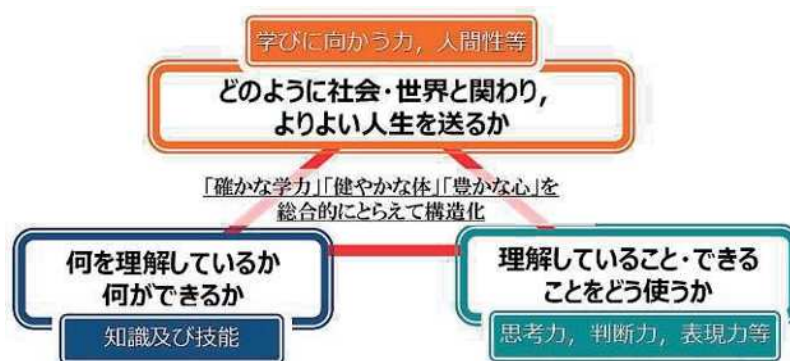 学びに向かう力，人間性等
どのように社会・世界と関わり，
よりよい人生を送るか
「確かな学力」「健やかな体」「豊かな心」を
総合的にとらえて構造化
何を理解しているか
何ができるか
知識及び技能
理解していること・できる
ことをどう使うか
思考力，判断力，表現力等